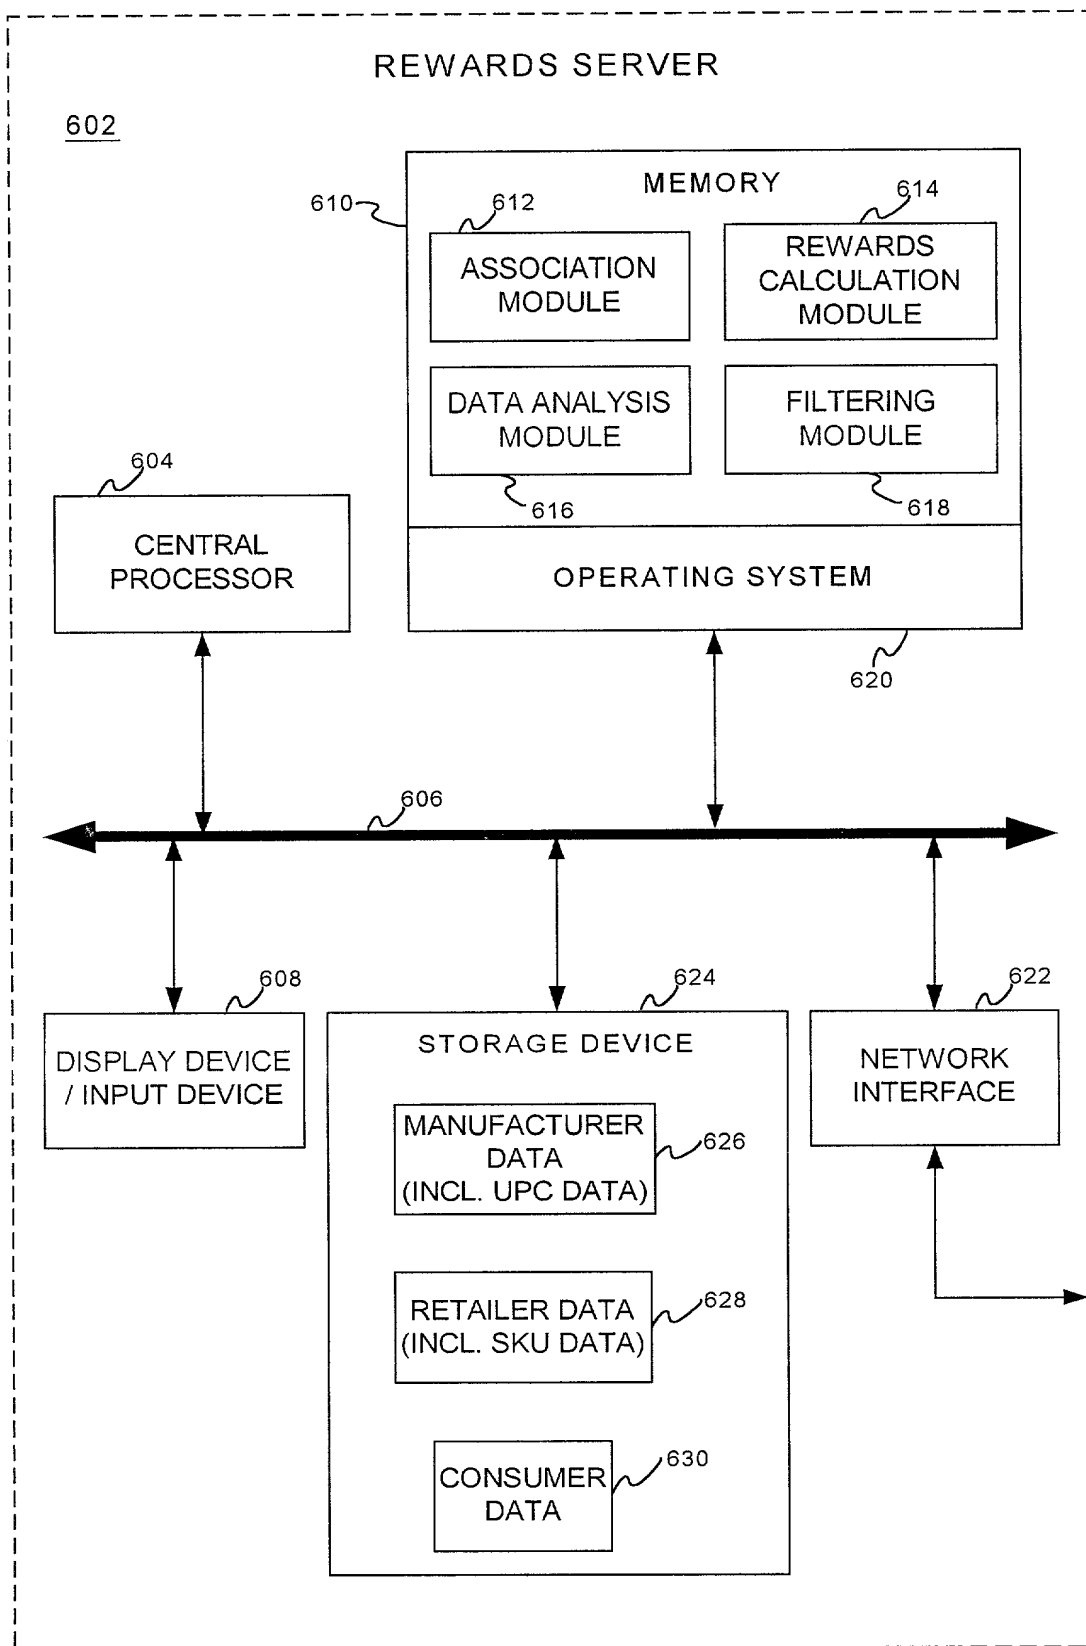 REWARDS SERVER
602
MEMORY
610
612
614
ASSOCIATION
MODULE
REWARDS
CALCULATION
MODULE
DATA ANALYSIS
MODULE
FILTERING
MODULE
616
618
604
CENTRAL
PROCESSOR
OPERATING SYSTEM
620
606
608
DISPLAY DEVICE
/ INPUT DEVICE
624
STORAGE DEVICE
MANUFACTURER
DATA
(INCL. UPC DATA)
626
RETAILER DATA
(INCL. SKU DATA)
628
CONSUMER
DATA
630
622
NETWORK
INTERFACE